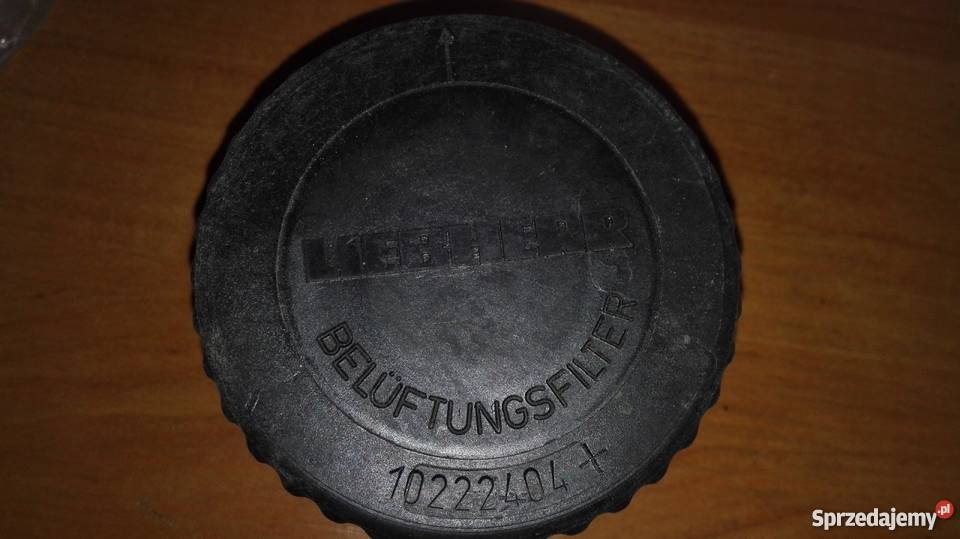 LIEBHERR
BELÜFTUNGSFILTER
10222404 +
Sprzedajemy.pl